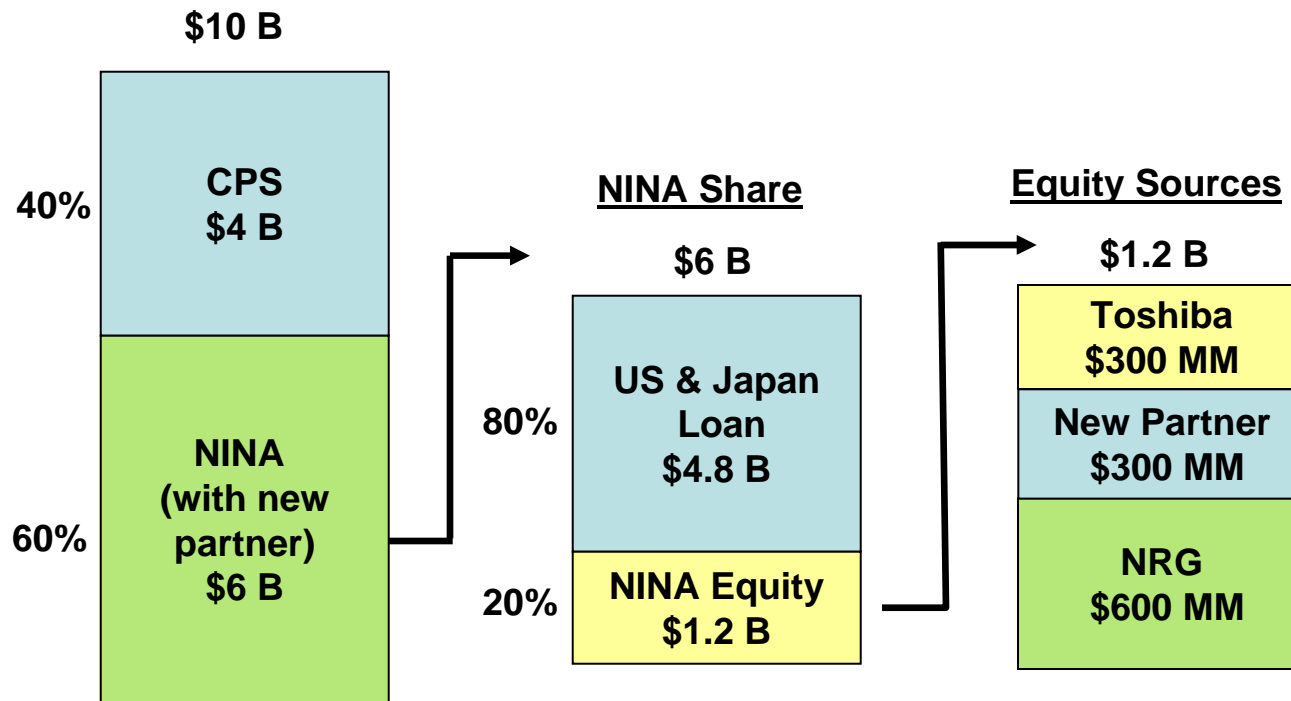 $10 B
40%
CPS
$4 B
60%
NINA
(with new
partner)
$6 B
NINA Share
$6 B
80%
US & Japan
Loan
$4.8 B
20%
NINA Equity
$1.2 B
Equity Sources
$1.2 B
Toshiba
$300 MM
New Partner
$300 MM
NRG
$600 MM